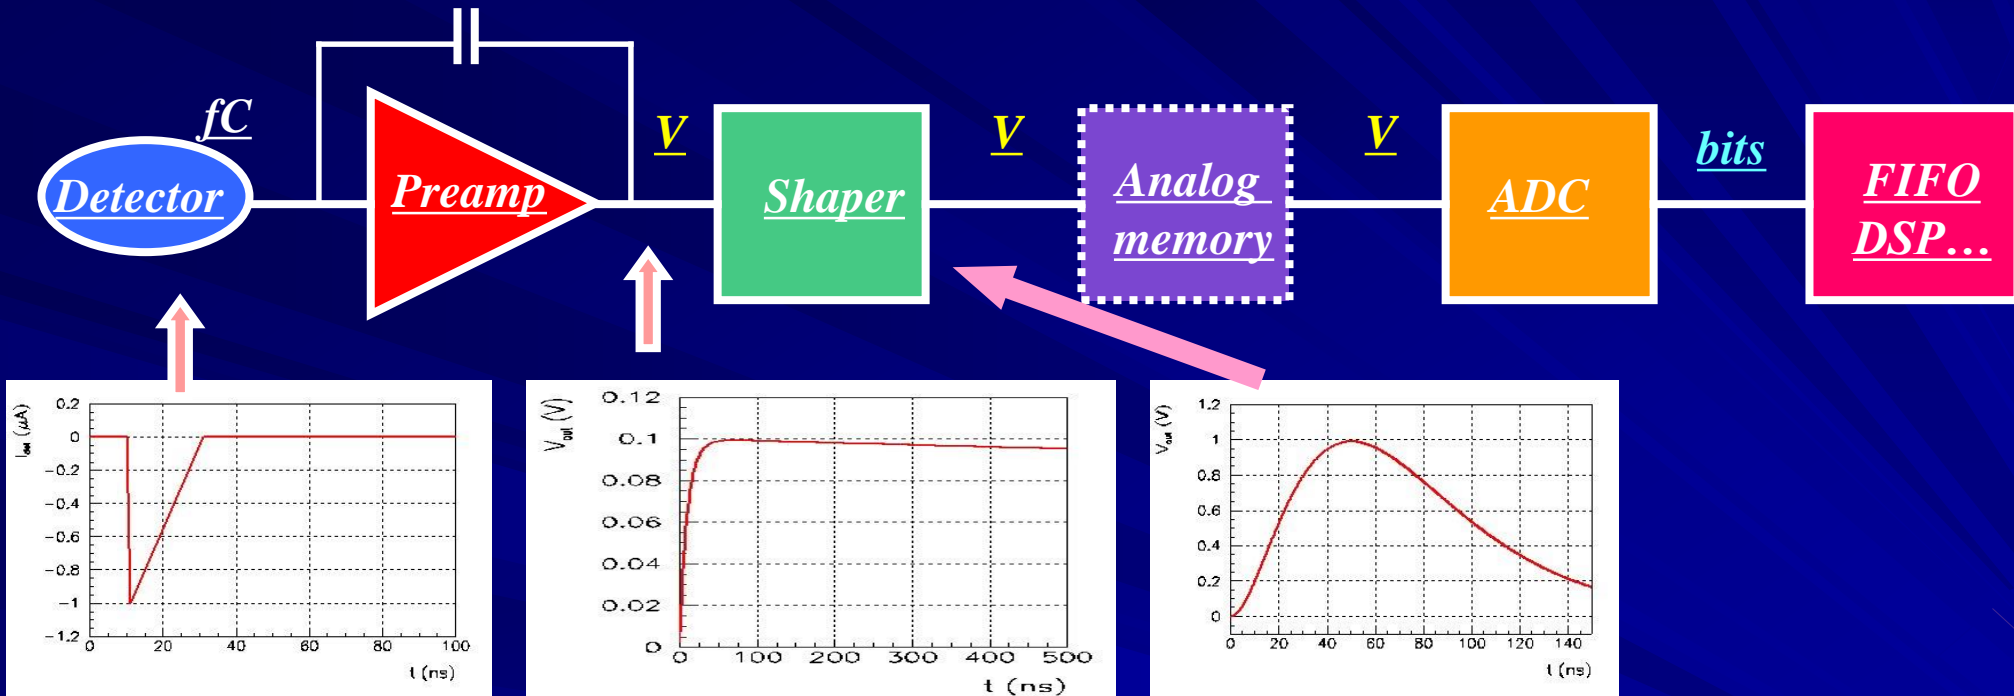 fC
Detector
Preamp
V
Shaper
V
Analog
memory
V
ADC
bits
FIFO
DSP...
(μA)
0.2
0
-0.2
-0.4
-0.6
-0.8
-1
-1.2
0 20 40 60 80 100
t (ns)
Vout (V)
0.12
0.1
0.08
0.06
0.04
0.02
0
0 100 200 300 400 500
t (ns)
Vout (V)
1.2
1
0.8
0.6
0.4
0.2
0
0 20 40 60 80 100 120 140
t (ns)